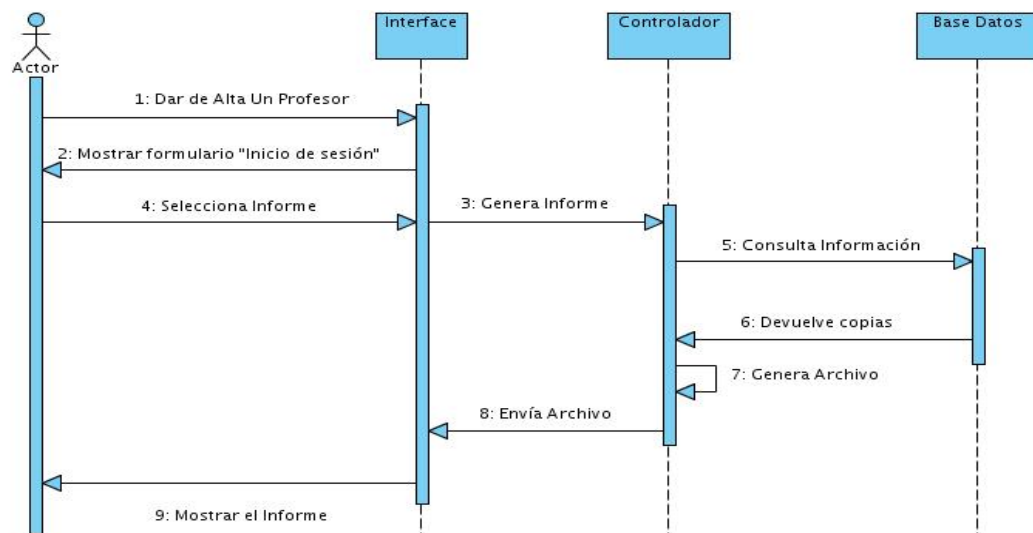 Interface
Controlador
Base Datos
Actor
1: Dar de Alta Un Profesor
2: Mostrar formulario "Inicio de sesión"
4: Selecciona Informe
3: Genera Informe
5: Consulta Información
6: Devuelve copias
7: Genera Archivo
8: Envía Archivo
9: Mostrar el Informe